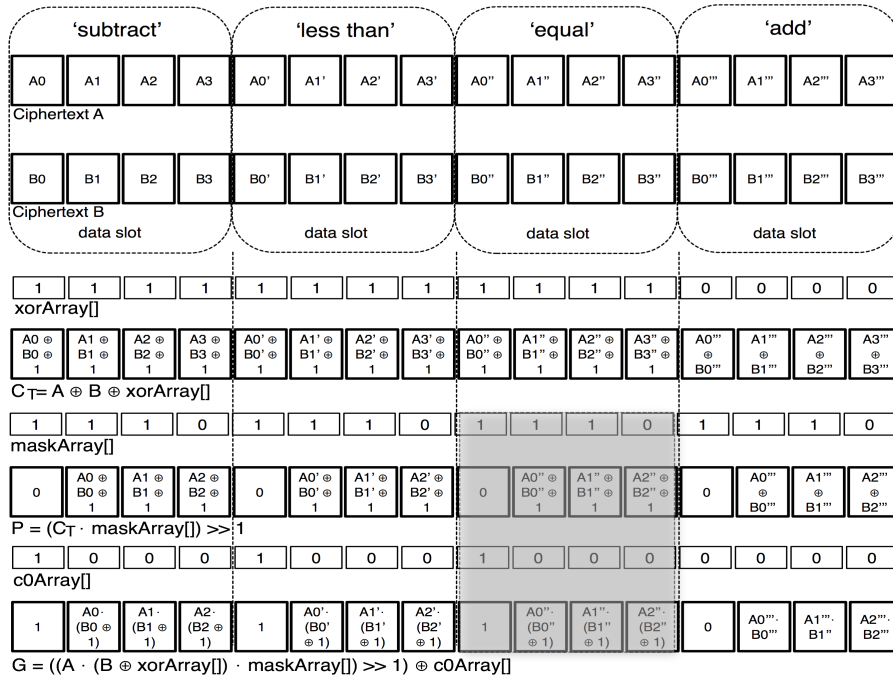 'subtract' 'less than' 'equal' 'add'
A0 A1 A2 A3 A0' A1' A2' A3' A0'' A1'' A2'' A3'' A0''' A1''' A2''' A3'''
Ciphertext A
B0 B1 B2 B3 B0' B1' B2' B3' B0'' B1'' B2'' B3'' B0''' B1''' B2''' B3'''
Ciphertext B
data slot data slot data slot data slot
1 1 1 1 1 1 1 1 1 1 1 1 0 0 0 0
xorArray[]
A0 ⊕ A1 ⊕ A2 ⊕ A3 ⊕ A0' ⊕ A1' ⊕ A2' ⊕ A3' ⊕ A0'' ⊕ A1'' ⊕ A2'' ⊕ A3'' ⊕ A0''' A1''' A2''' A3'''
B0 ⊕ B1 ⊕ B2 ⊕ B3 ⊕ B0' ⊕ B1' ⊕ B2' ⊕ B3' ⊕ B0'' ⊕ B1'' ⊕ B2'' ⊕ B3'' ⊕ ⊕ ⊕ ⊕ ⊕
1 1 1 1 1 1 1 1 1 1 1 1 B0''' B1''' B2''' B3'''
CT= A ⊕ B ⊕ xorArray[]
1 1 1 0 1 1 1 0 1 1 1 0 1 1 1 0
maskArray[]
A0 ⊕ A1 ⊕ A2 ⊕ A0' ⊕ A1' ⊕ A2' ⊕ A0'' ⊕ A1'' ⊕ A2'' ⊕ A0''' A1''' A2'''
0 B0 ⊕ B1 ⊕ B2 ⊕ 0 B0' ⊕ B1' ⊕ B2' ⊕ 0 B0'' ⊕ B1'' ⊕ B2'' ⊕ 0 ⊕ ⊕ ⊕
1 1 1 1 1 1 1 1 1 B0''' B1''' B2'''
P = (CT · maskArray[]) >> 1
1 0 0 0 1 0 0 0 1 0 0 0 0 0 0 0
c0Array[]
A0· A1· A2· A0'· A1'· A2'· A0''· A1''· A2''· A0'''· A1'''· A2'''·
1 (B0 ⊕ (B1 ⊕ (B2 ⊕ 1 (B0' (B1' (B2' 1 (B0'' (B1'' (B2'' 0 B0''' B1'' B2'''
1) 1) 1) ⊕ 1) ⊕ 1) ⊕ 1) ⊕ 1) ⊕ 1) ⊕ 1)
G = ((A · (B ⊕ xorArray[]) · maskArray[]) >> 1) ⊕ c0Array[]